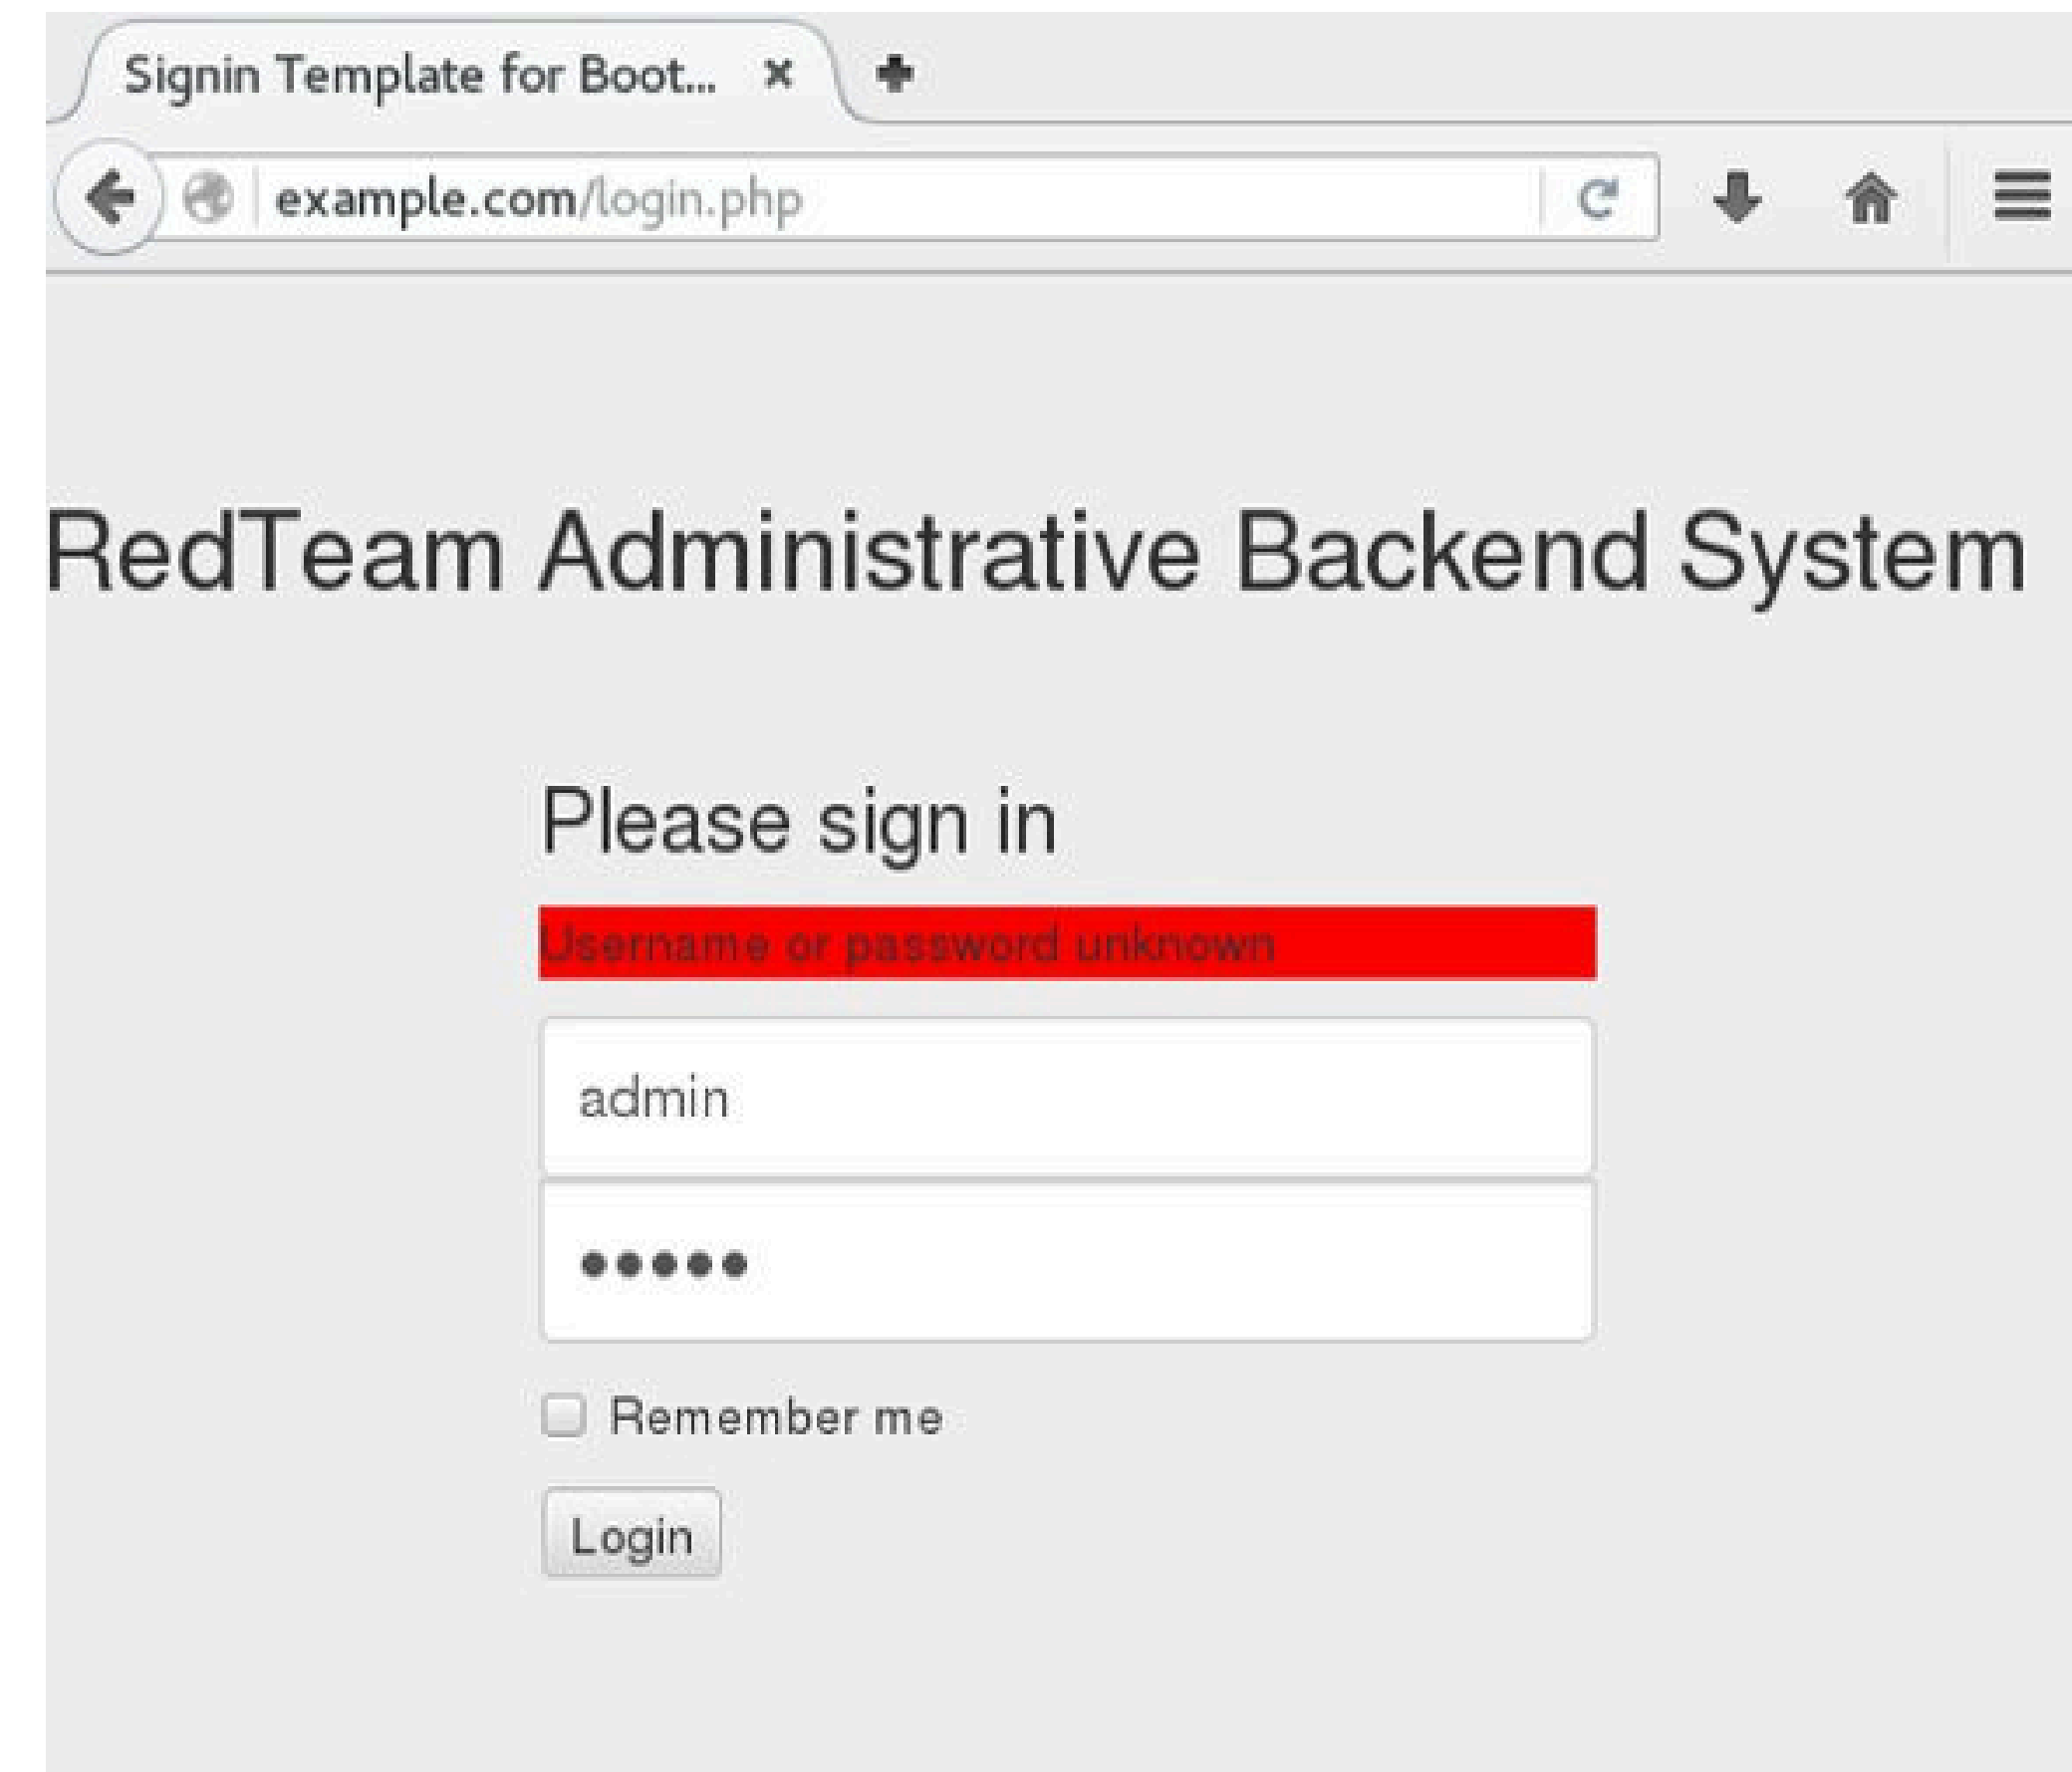 Signin Template for Boot...
example.com/login.php
RedTeam Administrative Backend System
Please sign in
Username or password unknown
admin
•••••
Remember me
Login